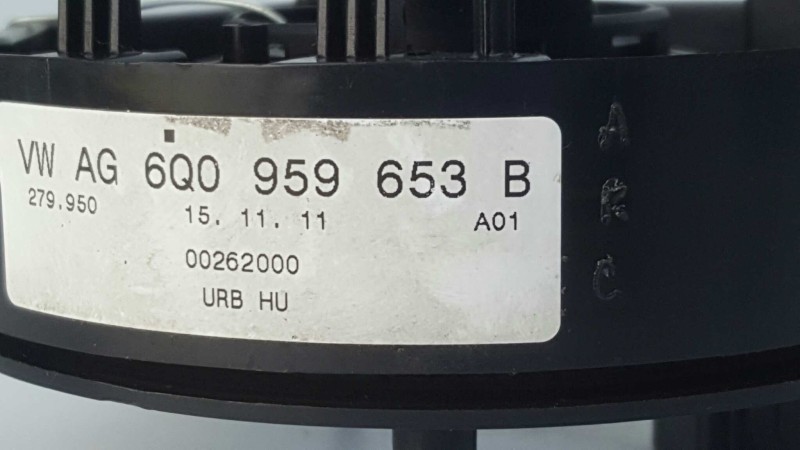 VW AG 6Q0 959 653 B
279.950 15. 11. 11 A01
00262000
URB HU
A
B
C